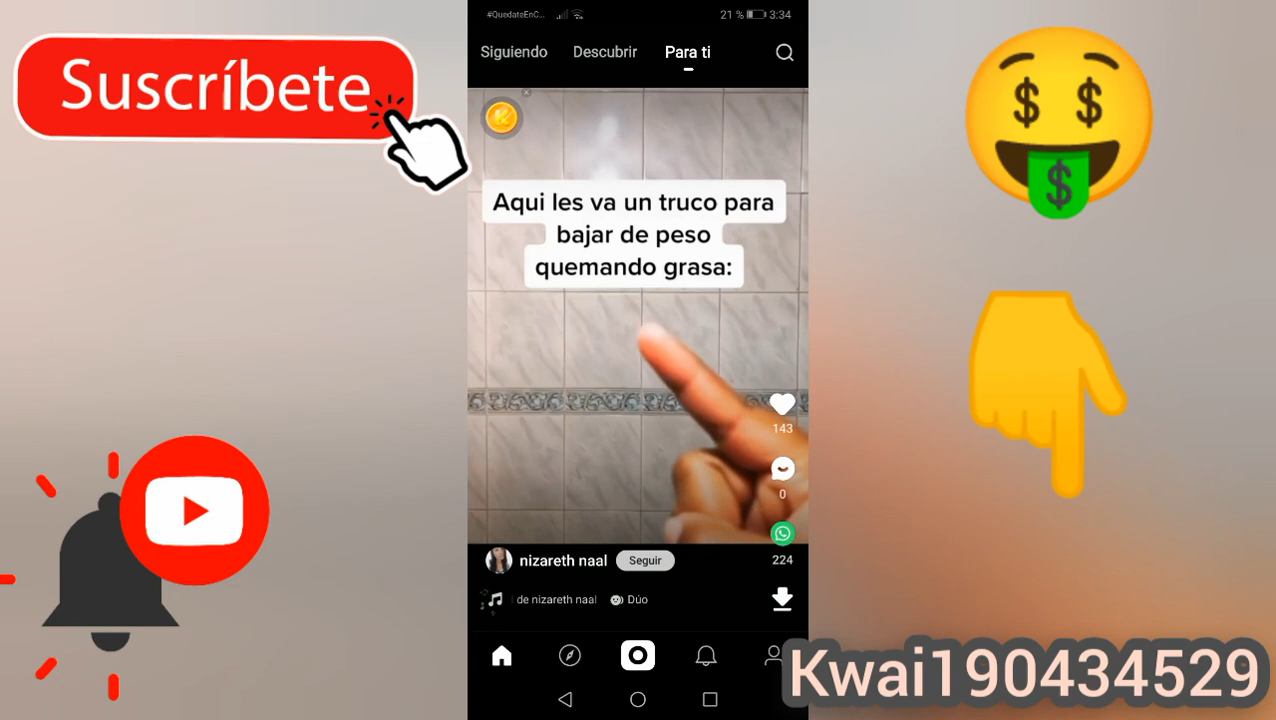 Suscríbete
#QuedateEnC...
21 %
3:34
Siguiendo
Descubrir
Para ti
Aqui les va un truco para
bajar de peso
quemando grasa:
143
0
nizareth naal
Seguir
224
de nizareth naal
Dúo
Kwai190434529